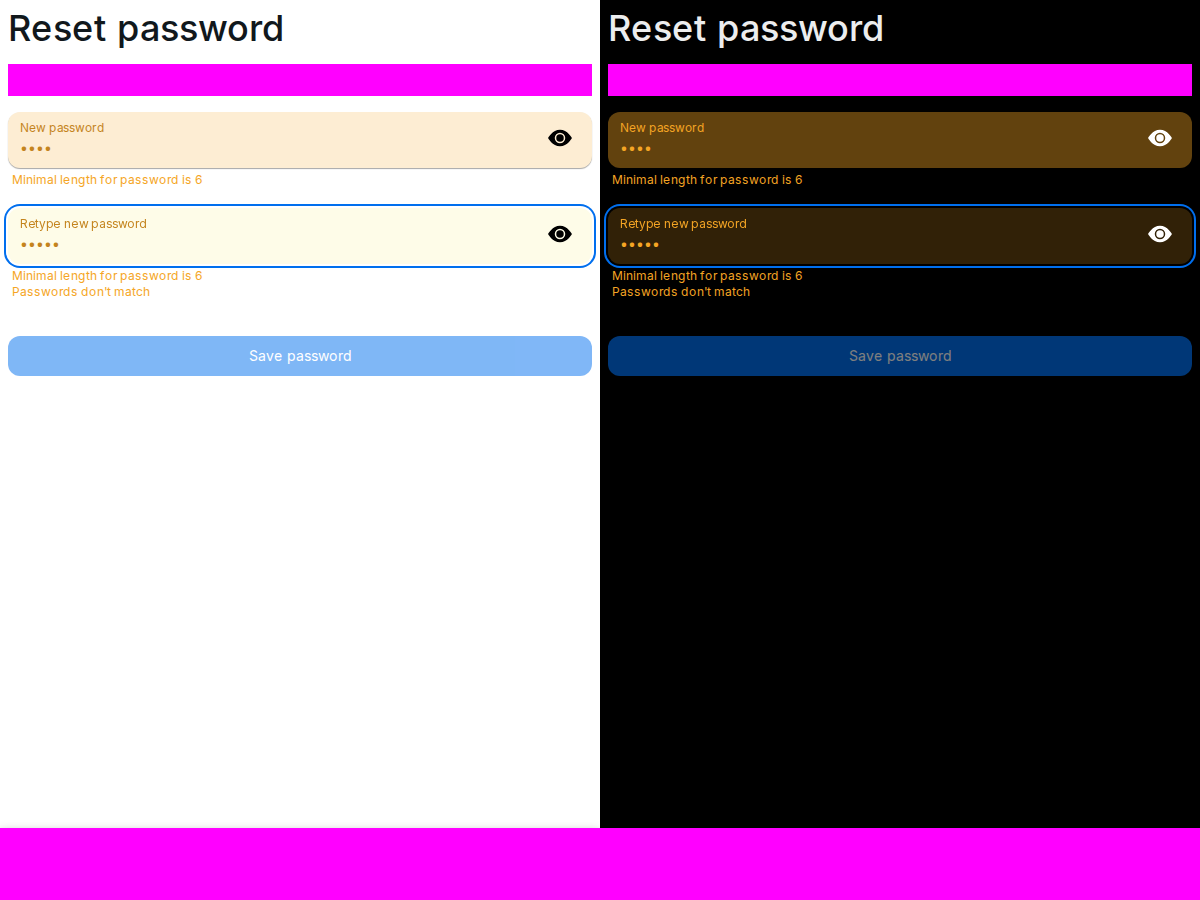 Reset password
New password
••••
Minimal length for password is 6
Retype new password
•••••
Minimal length for password is 6
Passwords don't match
Save password
Reset password
New password
••••
Minimal length for password is 6
Retype new password
•••••
Minimal length for password is 6
Passwords don't match
Save password